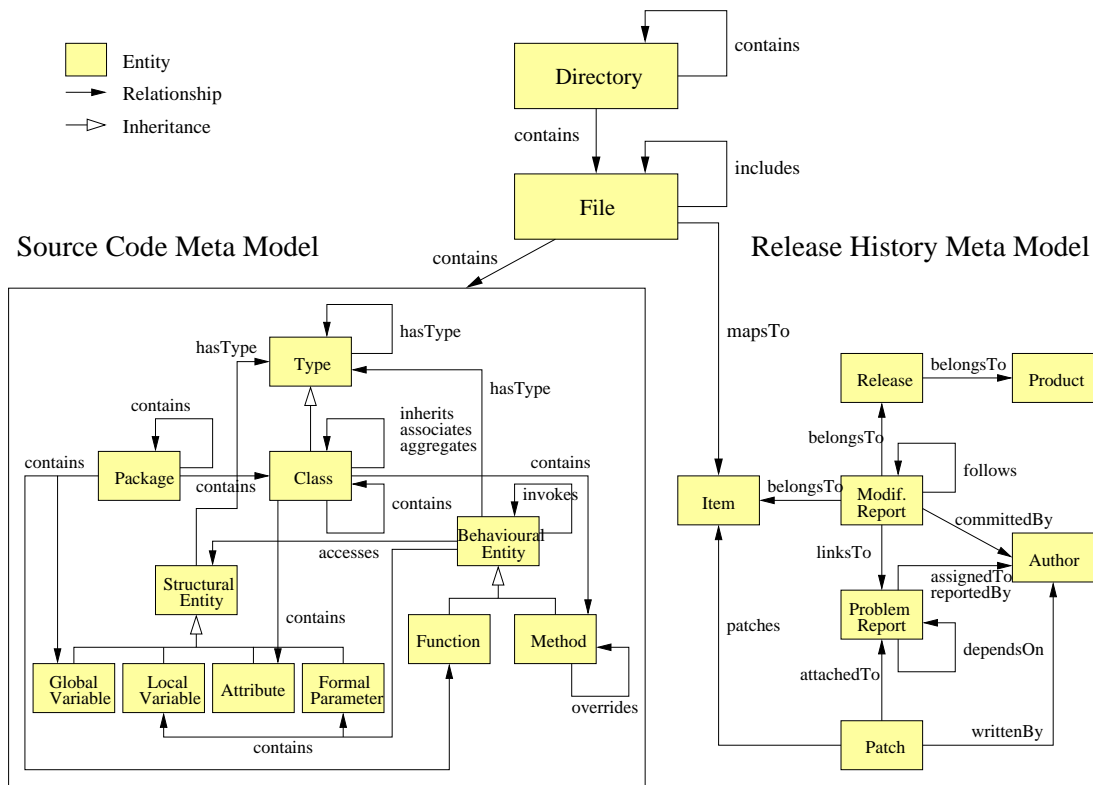 Entity
Relationship
Inheritance
contains
Directory
contains
includes
File
Source Code Meta Model
Release History Meta Model
contains
mapsTo
hasType
hasType
Type
hasType
belongsTo
Release
Product
contains
inherits
associates
aggregates
belongsTo
contains
contains
follows
Package
contains
Class
belongsTo
Modif.
Report
Item
contains
invokes
committedBy
accesses
Behavioural
Entity
linksTo
Author
Structural
Entity
assignedTo
reportedBy
contains
Problem
Report
Function
Method
patches
dependsOn
attachedTo
Global
Variable
Local
Variable
Attribute
Formal
Parameter
overrides
contains
writtenBy
Patch